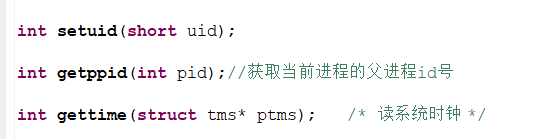 int setuid(short uid);
int getppid(int pid);//获取当前进程的父进程id号
int gettime(struct tms* ptms);   /* 读系统时钟 */